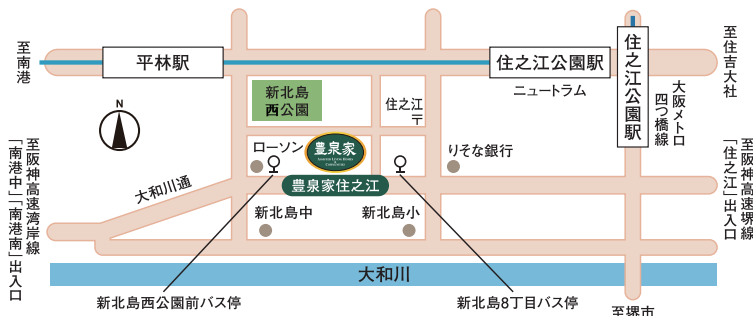 至南港
平林駅
住之江公園駅
ニュートラム
住之江公園駅
大阪メトロ
四つ橋線
至住吉大社
新北島
西公園
住之江
〒
N
ローソン
豊泉家
りそな銀行
豊泉家住之江
大和川通
至阪神高速湾岸線
「南港中」「南港南」出入口
至阪神高速堺線
「住之江」出入口
新北島中
新北島小
大和川
新北島西公園前バス停
新北島8丁目バス停
至堺市